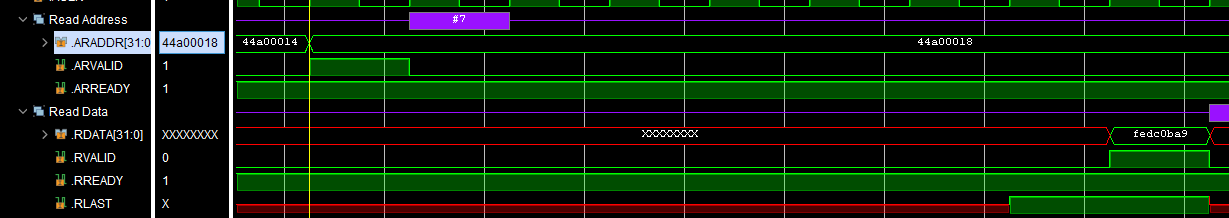 Read Address
#7
.ARADDR[31:0 44a00018 44a00014 44a00018
.ARVALID 1
.ARREADY 1
Read Data
.RDATA[31:0] XXXXXXXX XXXXXXXX fedc0ba9
.RVALID 0
.RREADY 1
.RLAST X